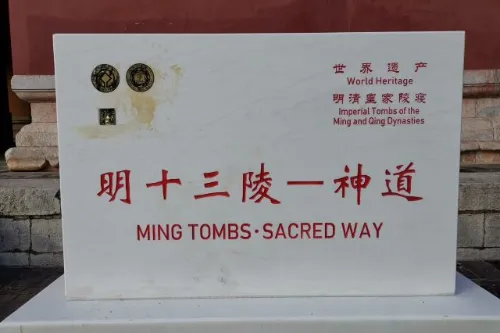 世界遗产
World Heritage
明清皇家陵寝
Imperial Tombs of the
Ming and Qing Dynasties
明十三陵—神道
MING TOMBS·SACRED WAY